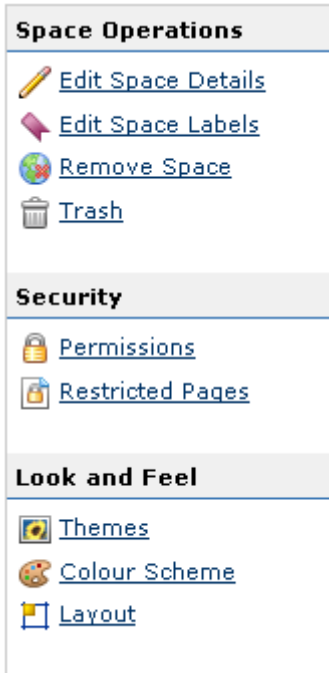 Space Operations
Edit Space Details
Edit Space Labels
Remove Space
Trash
Security
Permissions
Restricted Pages
Look and Feel
Themes
Colour Scheme
Layout